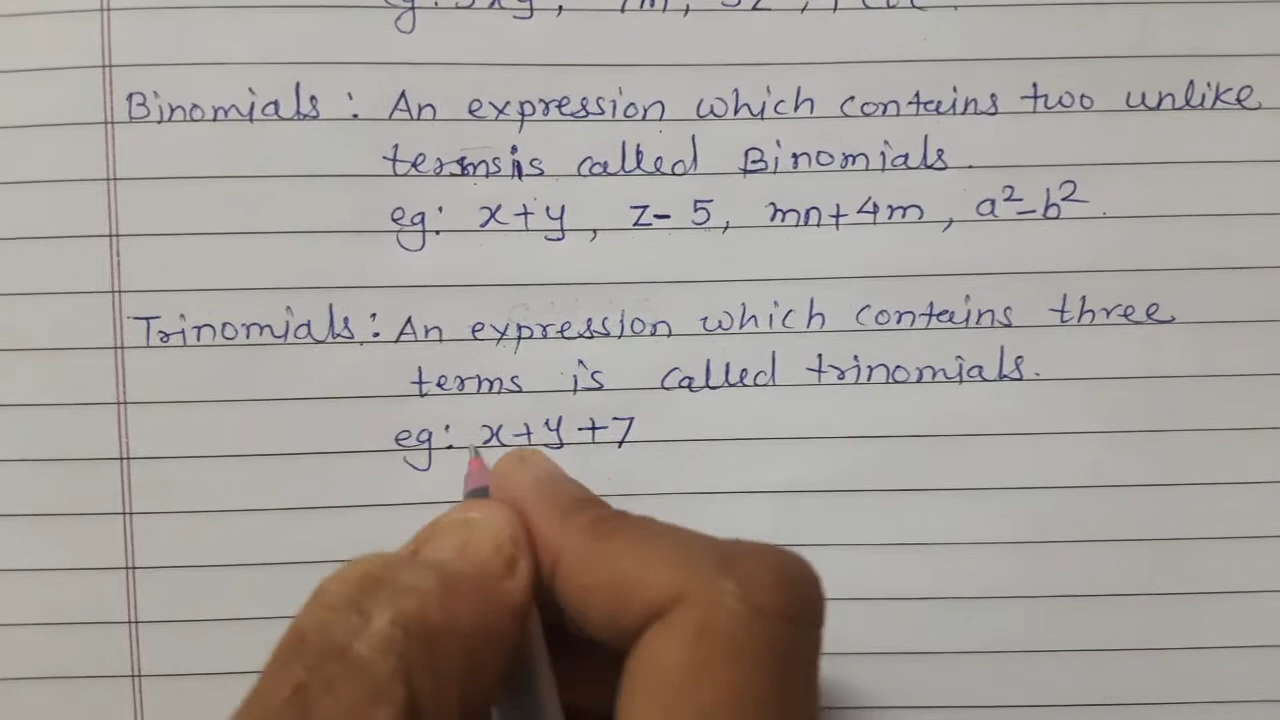 Binomials: An expression which contains two unlike
terms is called Binomials.
eg: x+y, z-5, mn+4m, a²-b².
Trinomials: An expression which contains three
terms is called trinomials.
eg: x+y+7